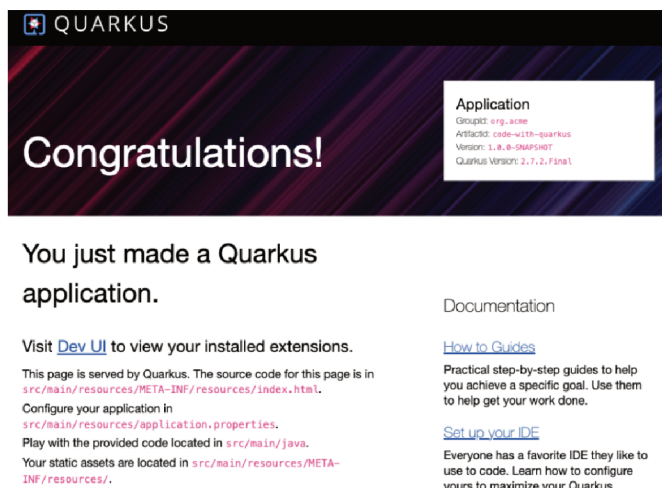 QUARKUS
Congratulations!
Application
GroupId: org.acme
ArtifactId: code-with-quarkus
Version: 1.0.0-SNAPSHOT
Quarkus Version: 2.7.2.Final
You just made a Quarkus
application.
Visit Dev UI to view your installed extensions.
This page is served by Quarkus. The source code for this page is in
src/main/resources/META-INF/resources/index.html.
Configure your application in
src/main/resources/application.properties.
Play with the provided code located in src/main/java.
Your static assets are located in src/main/resources/META-
INF/resources/.
Documentation
How to Guides
Practical step-by-step guides to help
you achieve a specific goal. Use them
to help get your work done.
Set up your IDE
Everyone has a favorite IDE they like to
use to code. Learn how to configure
yours to maximize your Quarkus